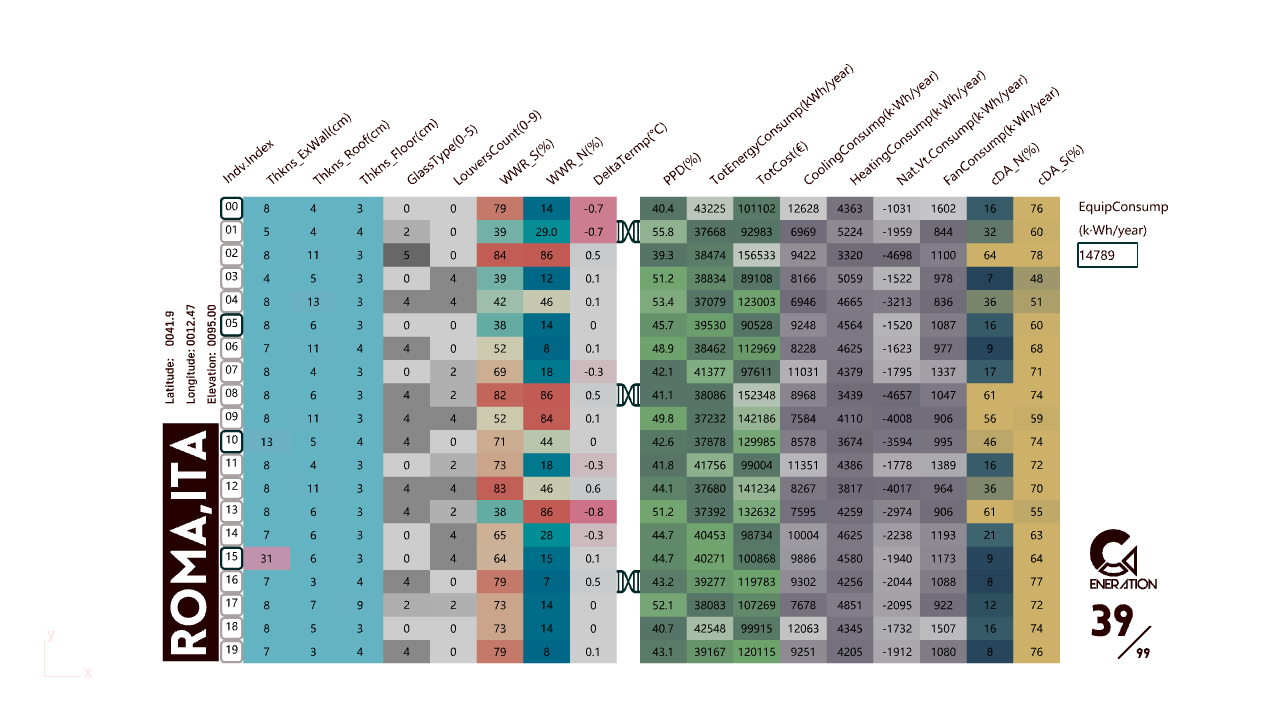 Indv.Index Thkns_ExWall(cm) Thkns_Roof(cm) Thkns_Floor(cm) GlassType(0-5) LouversCount(0-9) WWR_S(%) WWR_N(%) DeltaTermp(°C) PPD(%) TotEnergyConsump(kWh/year) TotCost(€) CoolingConsump(k·Wh/year) HeatingConsump(k·Wh/year) Nat.Vt.Consump(k·Wh/year) FanConsump(k·Wh/year) cDA_N(%) cDA_S(%)
00 8 4 3 0 0 79 14 -0.7 40.4 43225 101102 12628 4363 -1031 1602 16 76
01 5 4 4 2 0 39 29.0 -0.7 55.8 37668 92983 6969 5224 -1959 844 32 60
02 8 11 3 5 0 84 86 0.5 39.3 38474 156533 9422 3320 -4698 1100 64 78
03 4 5 3 0 4 39 12 0.1 51.2 38834 89108 8166 5059 -1522 978 7 48
04 8 13 3 4 4 42 46 0.1 53.4 37079 123003 6946 4665 -3213 836 36 51
05 8 6 3 0 0 38 14 0 45.7 39530 90528 9248 4564 -1520 1087 16 60
06 7 11 4 4 0 52 8 0.1 48.9 38462 112969 8228 4625 -1623 977 9 68
07 8 4 3 0 2 69 18 -0.3 42.1 41377 97611 11031 4379 -1795 1337 17 71
08 8 6 3 4 2 82 86 0.5 41.1 38086 152348 8968 3439 -4657 1047 61 74
09 8 11 3 4 4 52 84 0.1 49.8 37232 142186 7584 4110 -4008 906 56 59
10 13 5 4 4 0 71 44 0 42.6 37878 129985 8578 3674 -3594 995 46 74
11 8 4 3 0 2 73 18 -0.3 41.8 41756 99004 11351 4386 -1778 1389 16 72
12 8 11 3 4 4 83 46 0.6 44.1 37680 141234 8267 3817 -4017 964 36 70
13 8 6 3 4 2 38 86 -0.8 51.2 37392 132632 7595 4259 -2974 906 61 55
14 7 6 3 0 4 65 28 -0.3 44.7 40453 98734 10004 4625 -2238 1193 21 63
15 31 6 3 0 4 64 15 0.1 44.7 40271 100868 9886 4580 -1940 1173 9 64
16 7 3 4 4 0 79 7 0.5 43.2 39277 119783 9302 4256 -2044 1088 8 77
17 8 7 9 2 2 73 14 0 52.1 38083 107269 7678 4851 -2095 922 12 72
18 8 5 3 0 0 73 14 0 40.7 42548 99915 12063 4345 -1732 1507 16 74
19 7 3 4 4 0 79 8 0.1 43.1 39167 120115 9251 4205 -1912 1080 8 76
Latitude: 0041.9
Longitude: 0012.47
Elevation: 0095.00
ROMA,ITA
EquipConsump
(k·Wh/year)
14789
ENERATION
39/99
y
x